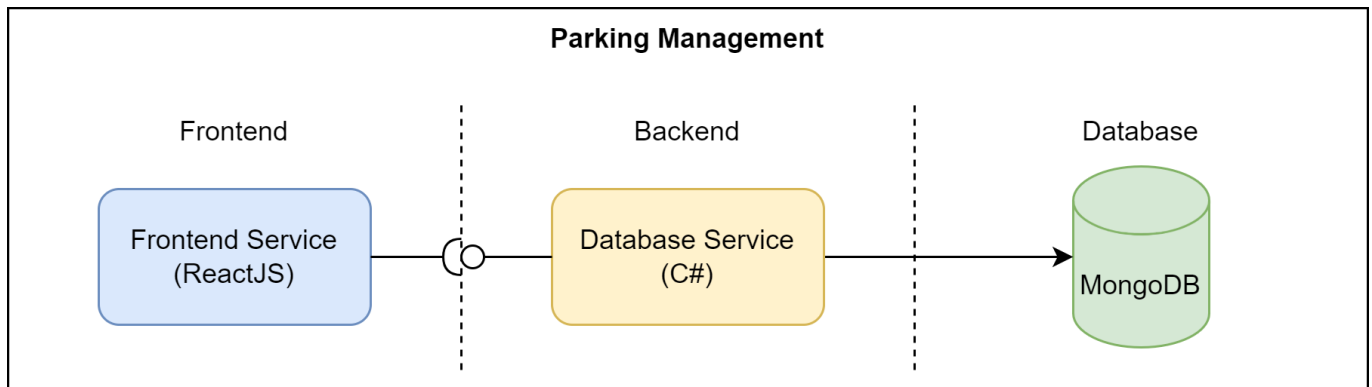 Parking Management
Frontend
Backend
Database
Frontend Service
(ReactJS)
Database Service
(C#)
MongoDB